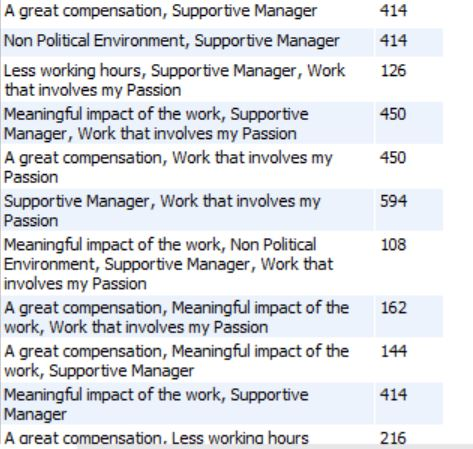 A great compensation, Supportive Manager 414
Non Political Environment, Supportive Manager 414
Less working hours, Supportive Manager, Work 126
that involves my Passion
Meaningful impact of the work, Supportive 450
Manager, Work that involves my Passion
A great compensation, Work that involves my 450
Passion
Supportive Manager, Work that involves my 594
Passion
Meaningful impact of the work, Non Political 108
Environment, Supportive Manager, Work that
involves my Passion
A great compensation, Meaningful impact of the 162
work, Work that involves my Passion
A great compensation, Meaningful impact of the 144
work, Supportive Manager
Meaningful impact of the work, Supportive 414
Manager
A great compensation, Less working hours 216